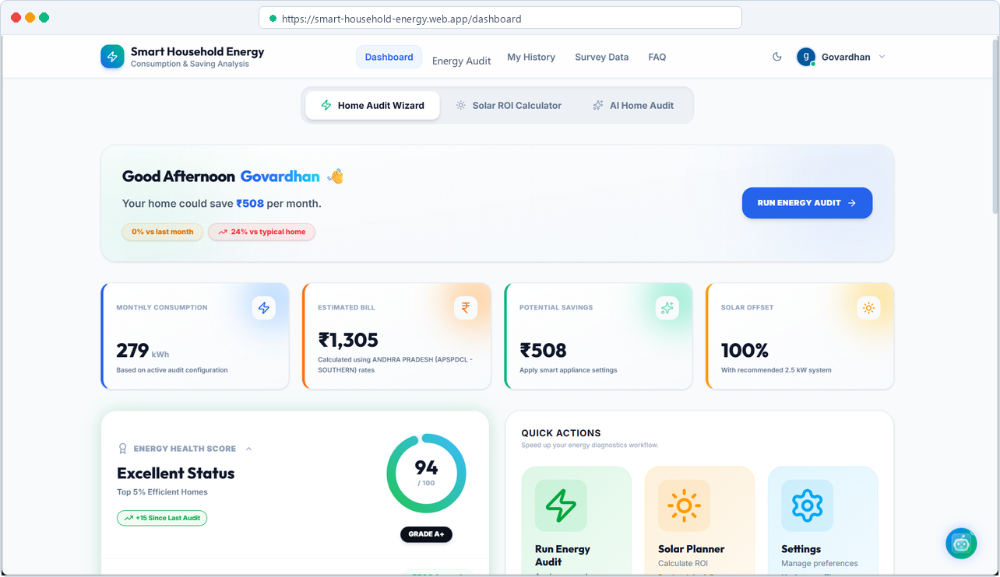 https://smart-household-energy.web.app/dashboard
Smart Household Energy
Consumption & Saving Analysis
Dashboard
Energy Audit
My History
Survey Data
FAQ
g
Govardhan
Home Audit Wizard
Solar ROI Calculator
AI Home Audit
Good Afternoon Govardhan 👋
Your home could save ₹508 per month.
0% vs last month
24% vs typical home
RUN ENERGY AUDIT →
MONTHLY CONSUMPTION
279 kWh
Based on active audit configuration
ESTIMATED BILL
₹
₹1,305
Calculated using ANDHRA PRADESH (APSPDCL -
SOUTHERN) rates
POTENTIAL SAVINGS
₹508
Apply smart appliance settings
SOLAR OFFSET
100%
With recommended 2.5 kW system
ENERGY HEALTH SCORE
Excellent Status
Top 5% Efficient Homes
+15 Since Last Audit
94
/ 100
GRADE A+
QUICK ACTIONS
Speed up your energy diagnostics workflow.
Run Energy
Audit
Solar Planner
Calculate ROI
Settings
Manage preferences